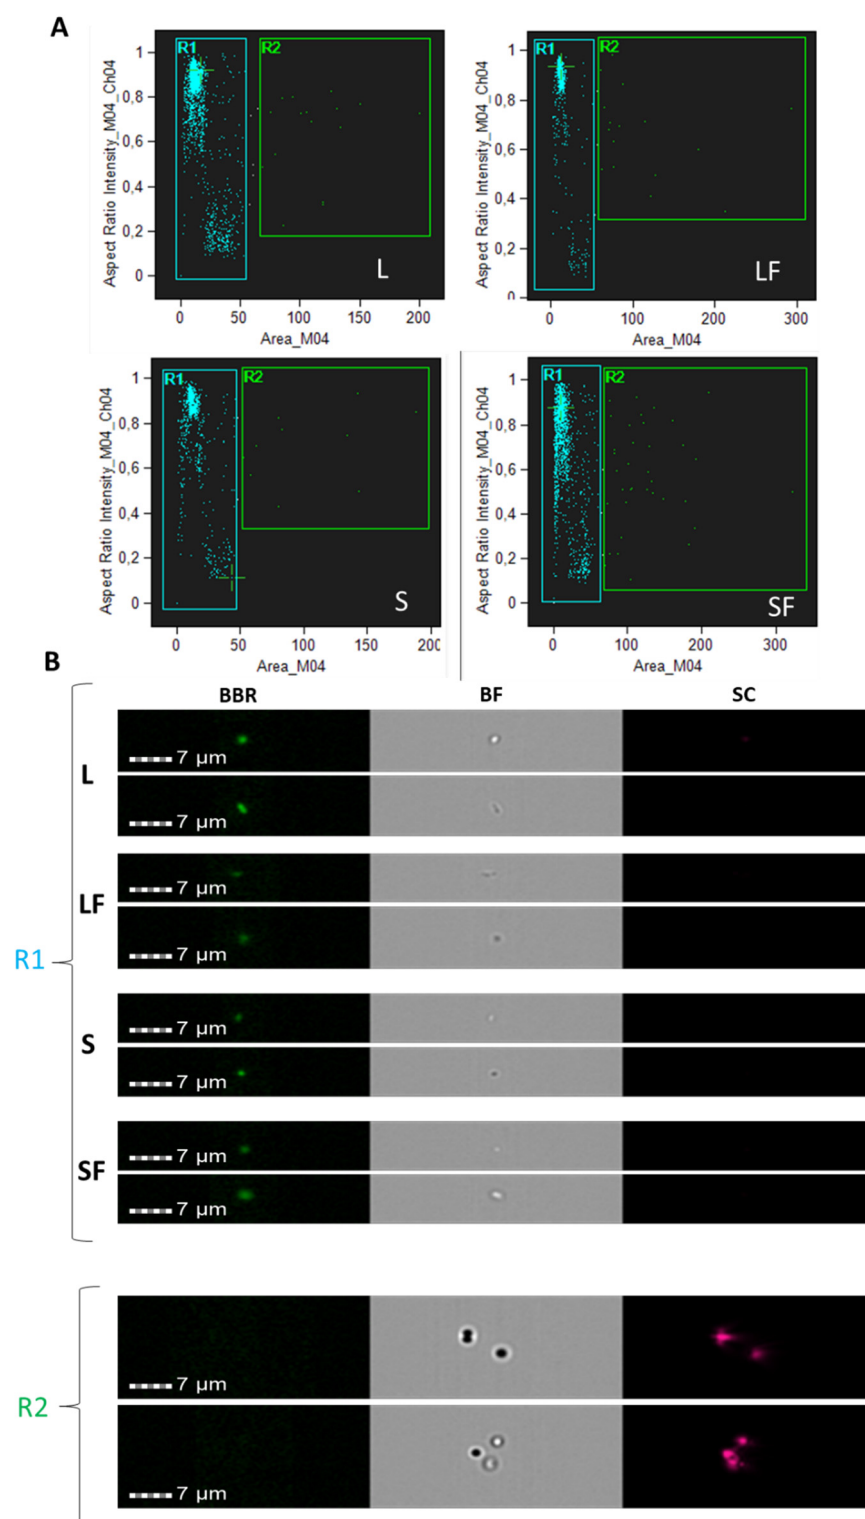 A
R1 R2
1
0,8
0,6
0,4
0,2
0
0 50 100 150 200
Area_M04
Aspect Ratio Intensity_M04_Ch04
L
R1 R2
1
0,8
0,6
0,4
0,2
0
0 100 200 300
Area_M04
Aspect Ratio Intensity_M04_Ch04
LF
R1 R2
1
0,8
0,6
0,4
0,2
0
0 50 100 150 200
Area_M04
Aspect Ratio Intensity_M04_Ch04
S
R1 R2
1
0,8
0,6
0,4
0,2
0
0 100 200 300
Area_M04
Aspect Ratio Intensity_M04_Ch04
SF
B
BBR BF SC
R1
L
7 µm
7 µm
LF
7 µm
7 µm
S
7 µm
7 µm
SF
7 µm
7 µm
R2
7 µm
7 µm